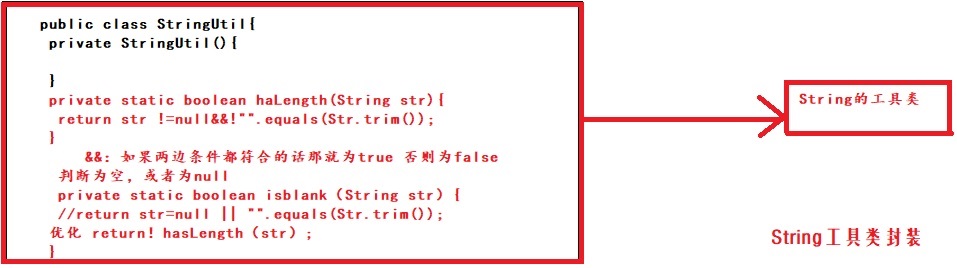 public class StringUtil{
private StringUtil(){
}
private static boolean haLength(String str){
return str !=null&&!"".equals(Str.trim());
}
&&: 如果两边条件都符合的话那就为true 否则为false
判断为空，或者为null
private static boolean isblank（String str）{
//return str=null || "".equals(Str.trim());
优化 return! hasLength（str）;
}
String的工具类
String工具类封装